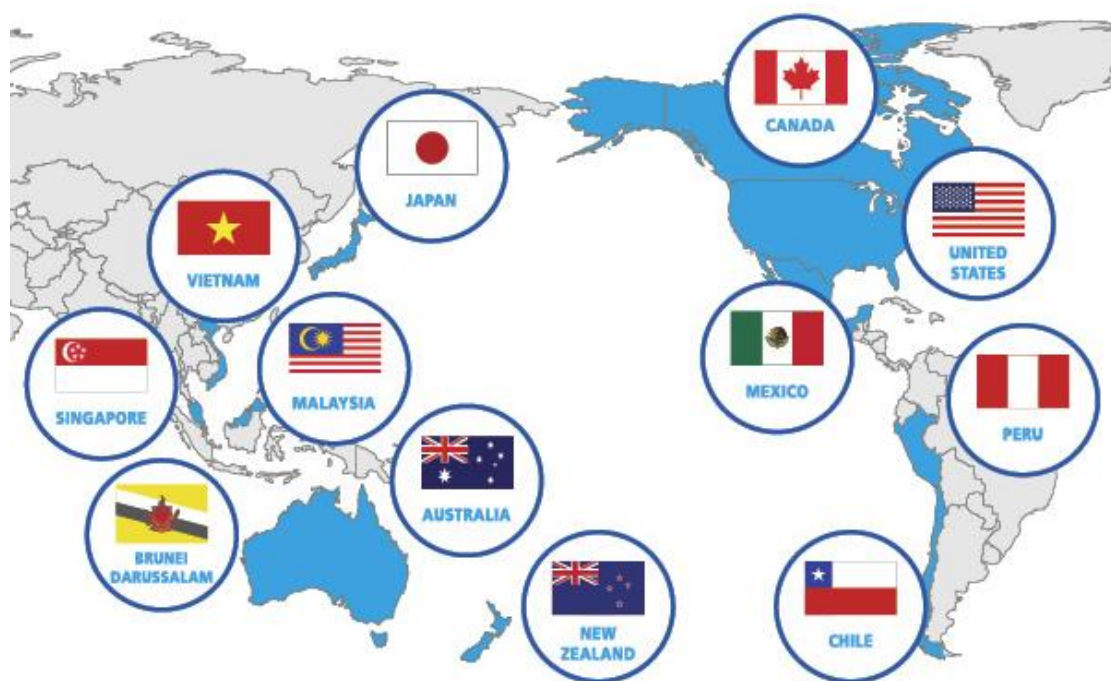 CANADA
JAPAN
UNITED
STATES
VIETNAM
MALAYSIA
MEXICO
SINGAPORE
PERU
AUSTRALIA
BRUNEI
DARUSSALAM
NEW
ZEALAND
CHILE